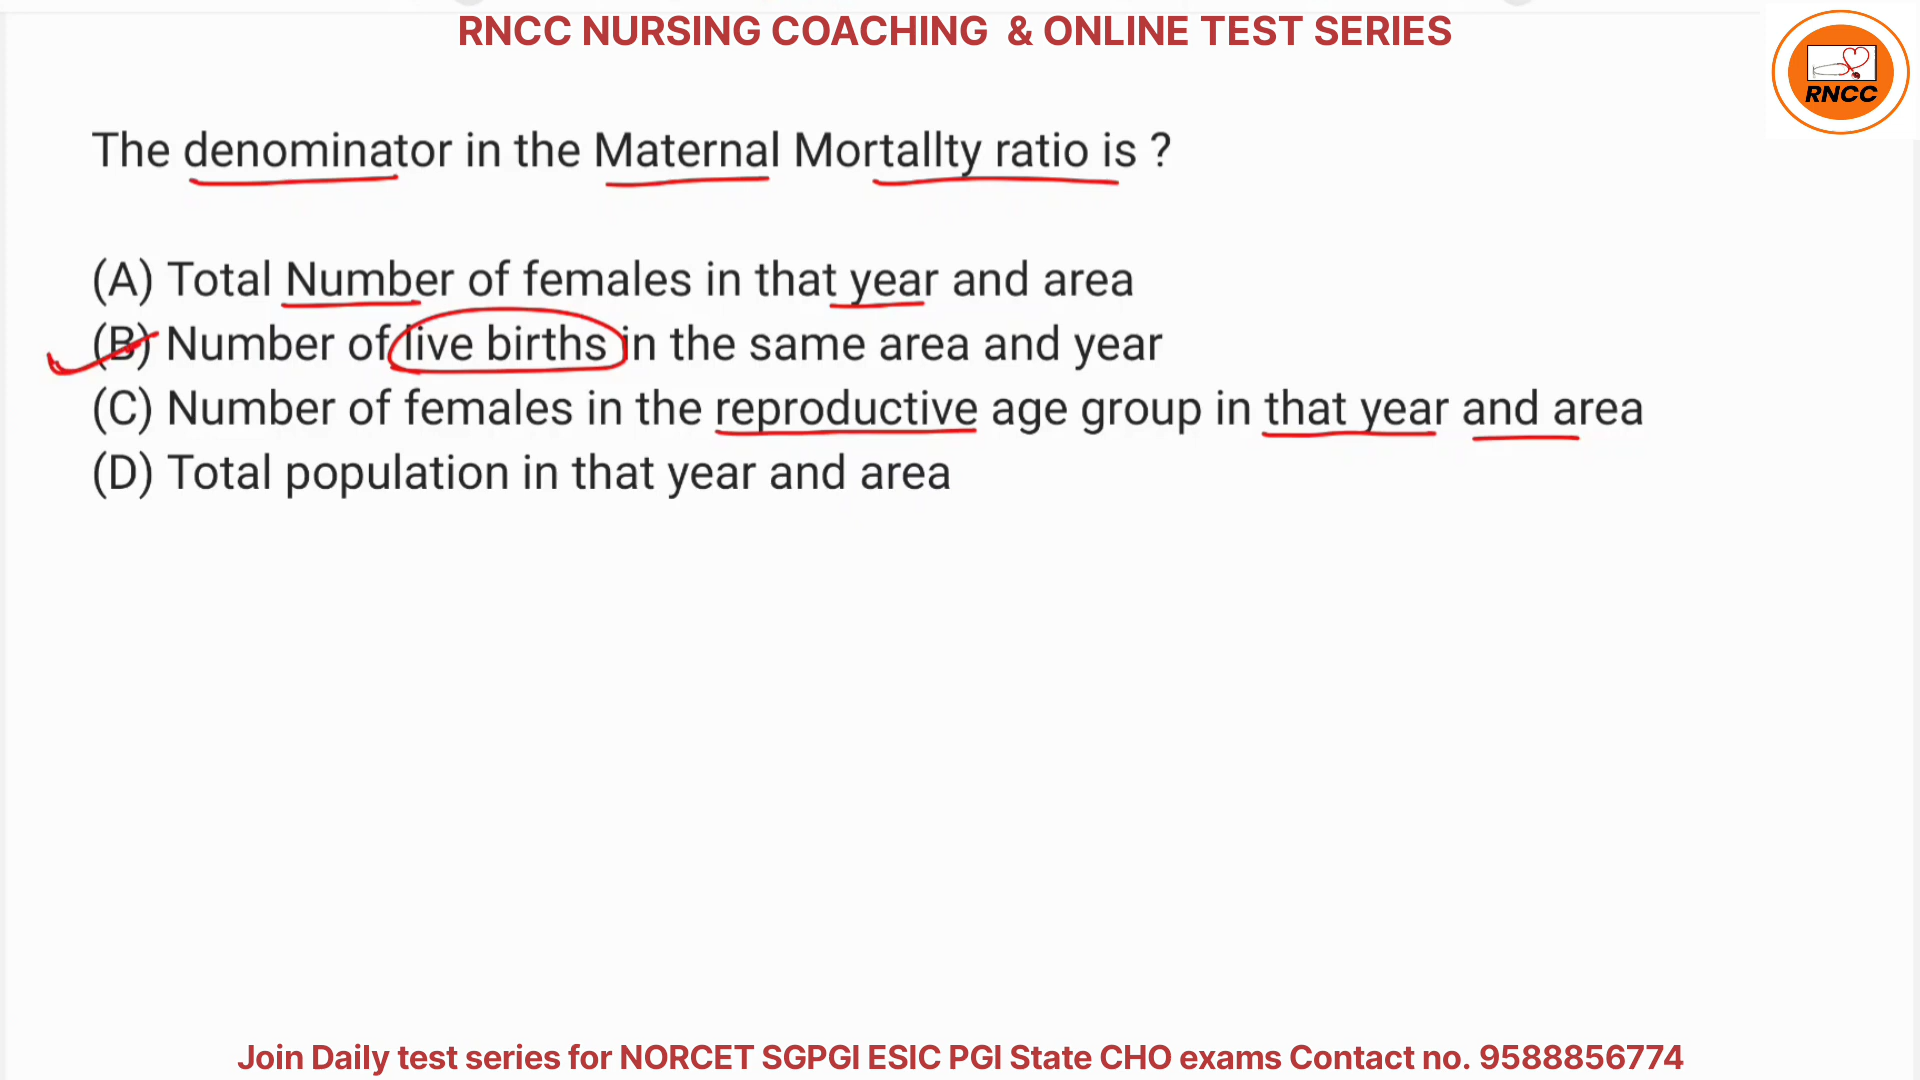 RNCC NURSING COACHING & ONLINE TEST SERIES
RNCC
The denominator in the Maternal Mortallty ratio is ?
(A) Total Number of females in that year and area
(B) Number of live births in the same area and year
(C) Number of females in the reproductive age group in that year and area
(D) Total population in that year and area
Join Daily test series for NORCET SGPGI ESIC PGI State CHO exams Contact no. 9588856774